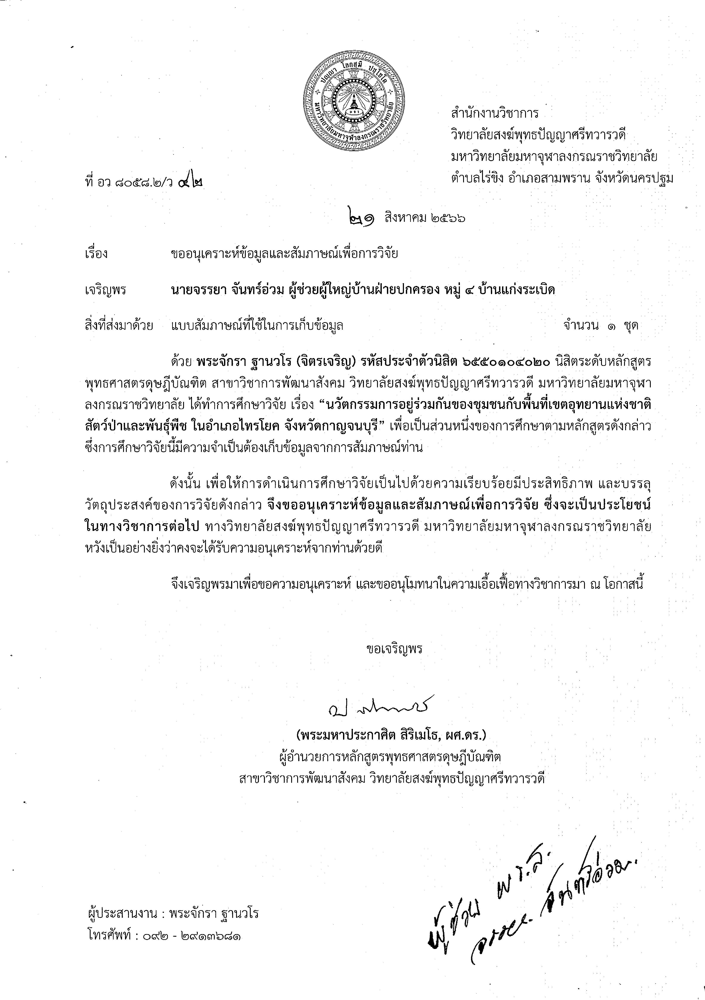 ปญฺญา โลกสฺมิ ปชฺโชโต
ม จ ร
มหาวิทยาลัยมหาจุฬาลงกรณราชวิทยาลัย
สำนักงานวิชาการ
วิทยาลัยสงฆ์พุทธปัญญาศรีทวารวดี
มหาวิทยาลัยมหาจุฬาลงกรณราชวิทยาลัย
ที่ อว ๘๐๕๘.๒/ว ๔๒
ตำบลไร่ขิง อำเภอสามพราน จังหวัดนครปฐม
๒๑ สิงหาคม ๒๕๖๖
เรื่อง ขออนุเคราะห์ข้อมูลและสัมภาษณ์เพื่อการวิจัย
เจริญพร นายจรรยา จันทร์อ่วม ผู้ช่วยผู้ใหญ่บ้านฝ่ายปกครอง หมู่ ๔ บ้านแก่งระเบิด
สิ่งที่ส่งมาด้วย แบบสัมภาษณ์ที่ใช้ในการเก็บข้อมูล จำนวน ๑ ชุด
ด้วย พระจักรา ฐานวโร (จิตรเจริญ) รหัสประจำตัวนิสิต ๖๕๕๐๑๐๔๐๒๐ นิสิตระดับหลักสูตร
พุทธศาสตรดุษฎีบัณฑิต สาขาวิชาการพัฒนาสังคม วิทยาลัยสงฆ์พุทธปัญญาศรีทวารวดี มหาวิทยาลัยมหาจุฬา
ลงกรณราชวิทยาลัย ได้ทำการศึกษาวิจัย เรื่อง “นวัตกรรมการอยู่ร่วมกันของชุมชนกับพื้นที่เขตอุทยานแห่งชาติ
สัตว์ป่าและพันธุ์พืช ในอำเภอไทรโยค จังหวัดกาญจนบุรี” เพื่อเป็นส่วนหนึ่งของการศึกษาตามหลักสูตรดังกล่าว
ซึ่งการศึกษาวิจัยนี้มีความจำเป็นต้องเก็บข้อมูลจากการสัมภาษณ์ท่าน
ดังนั้น เพื่อให้การดำเนินการศึกษาวิจัยเป็นไปด้วยความเรียบร้อยมีประสิทธิภาพ และบรรลุ
วัตถุประสงค์ของการวิจัยดังกล่าว จึงขออนุเคราะห์ข้อมูลและสัมภาษณ์เพื่อการวิจัย ซึ่งจะเป็นประโยชน์
ในทางวิชาการต่อไป ทางวิทยาลัยสงฆ์พุทธปัญญาศรีทวารวดี มหาวิทยาลัยมหาจุฬาลงกรณราชวิทยาลัย
หวังเป็นอย่างยิ่งว่าคงจะได้รับความอนุเคราะห์จากท่านด้วยดี
จึงเจริญพรมาเพื่อขอความอนุเคราะห์ และขออนุโมทนาในความเอื้อเฟื้อทางวิชาการมา ณ โอกาสนี้
ขอเจริญพร
(พระมหาประกาศิต สิริเมโธ, ผศ.ดร.)
ผู้อำนวยการหลักสูตรพุทธศาสตรดุษฎีบัณฑิต
สาขาวิชาการพัฒนาสังคม วิทยาลัยสงฆ์พุทธปัญญาศรีทวารวดี
จันทร์อ่วม
ผู้ประสานงาน : พระจักรา ฐานวโร
โทรศัพท์ : ๐๙๒ - ๒๙๑๓๖๘๑